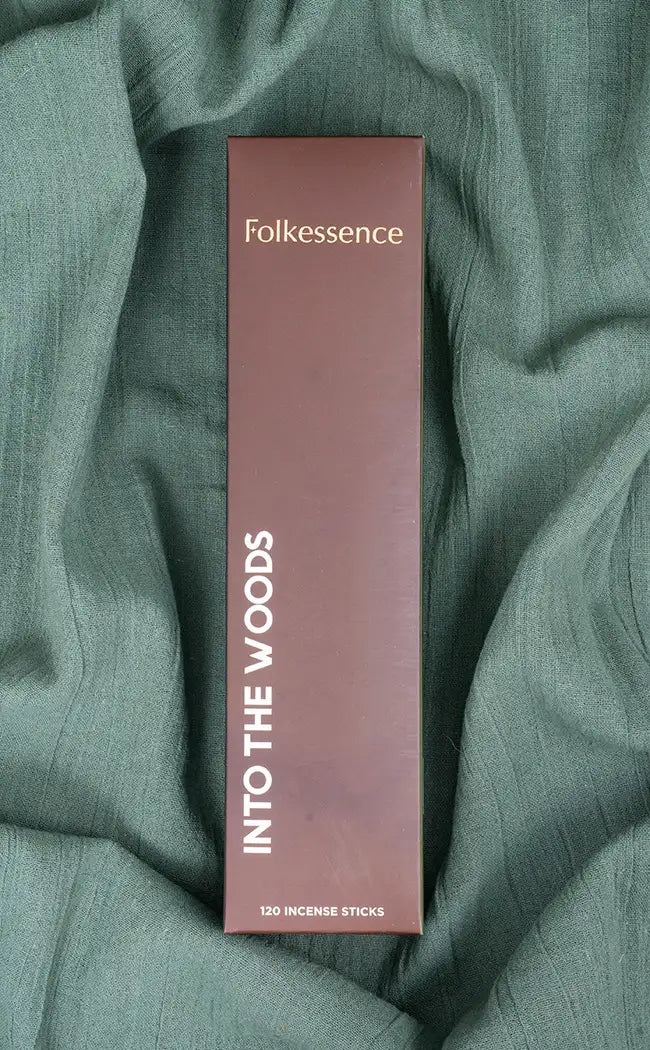 Folkessence
INTO THE WOODS
120 INCENSE STICKS